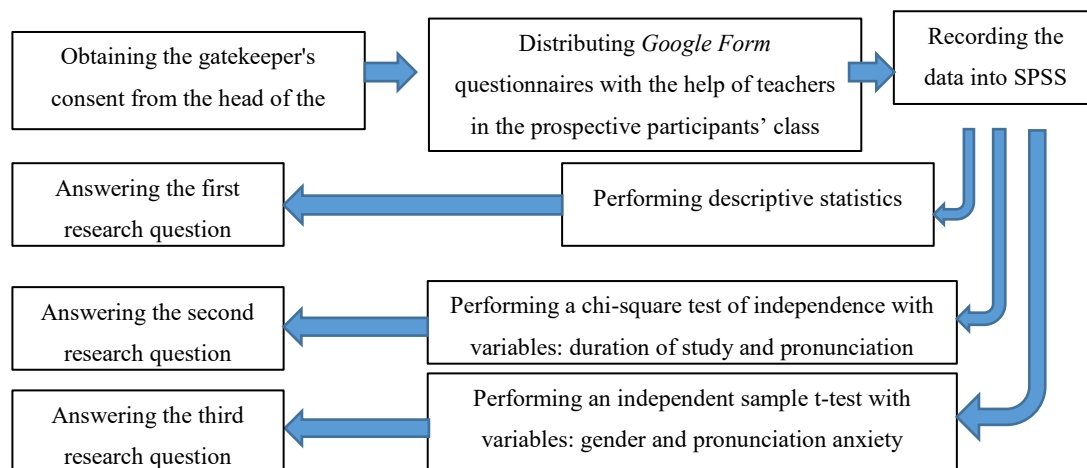 Obtaining the gatekeeper's
consent from the head of the
Distributing Google Form
questionnaires with the help of teachers
in the prospective participants’ class
Recording the
data into SPSS
Answering the first
research question
Performing descriptive statistics
Answering the second
research question
Performing a chi-square test of independence with
variables: duration of study and pronunciation
Answering the third
research question
Performing an independent sample t-test with
variables: gender and pronunciation anxiety